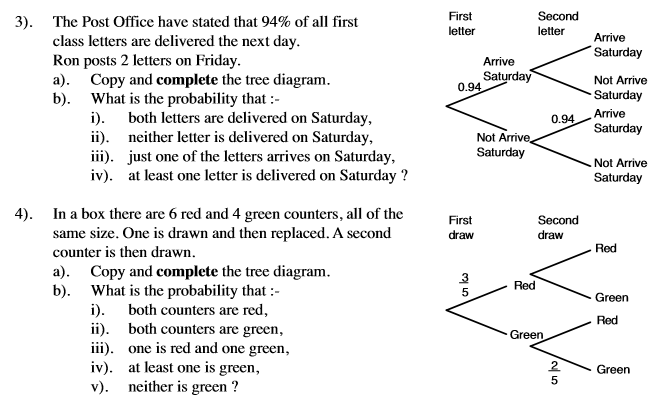 3). The Post Office have stated that 94% of all first
class letters are delivered the next day.
Ron posts 2 letters on Friday.
a). Copy and complete the tree diagram.
b). What is the probability that :-
i). both letters are delivered on Saturday,
ii). neither letter is delivered on Saturday,
iii). just one of the letters arrives on Saturday,
iv). at least one letter is delivered on Saturday ?
First
letter
Second
letter
Arrive
Saturday
0.94
Not Arrive
Saturday
Arrive
Saturday
Not Arrive
Saturday
0.94
Arrive
Saturday
Not Arrive
Saturday
4). In a box there are 6 red and 4 green counters, all of the
same size. One is drawn and then replaced. A second
counter is then drawn.
a). Copy and complete the tree diagram.
b). What is the probability that :-
i). both counters are red,
ii). both counters are green,
iii). one is red and one green,
iv). at least one is green,
v). neither is green ?
First
draw
Second
draw
3
5
Red
Green
Red
Green
Red
Green
2
5